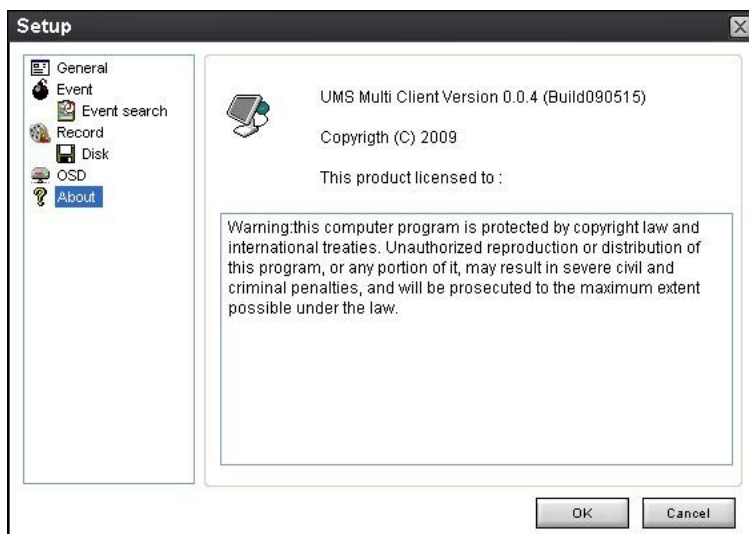 Setup
General
Event
Event search
Record
Disk
OSD
About
UMS Multi Client Version 0.0.4 (Build090515)
Copyrigth (C) 2009
This product licensed to :
Warning:this computer program is protected by copyright law and
international treaties. Unauthorized reproduction or distribution of
this program, or any portion of it, may result in severe civil and
criminal penalties, and will be prosecuted to the maximum extent
possible under the law.
OK
Cancel